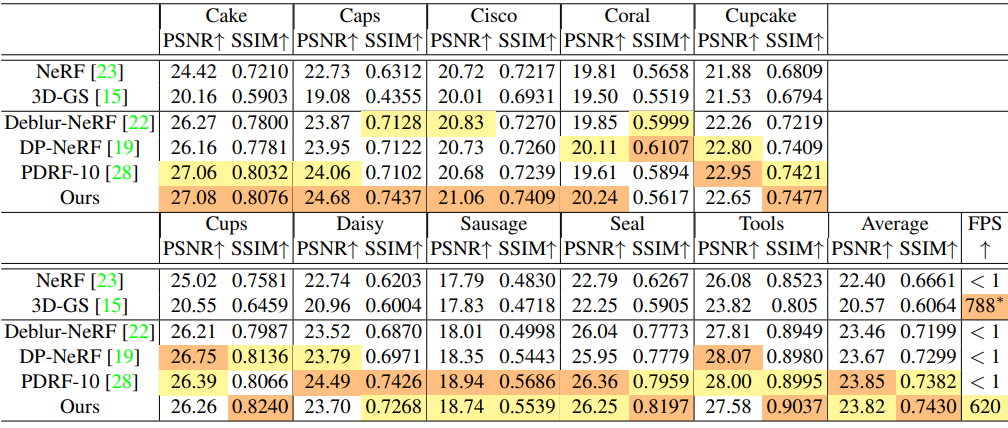 Cake Caps Cisco Coral Cupcake
PSNR↑ SSIM↑ PSNR↑ SSIM↑ PSNR↑ SSIM↑ PSNR↑ SSIM↑ PSNR↑ SSIM↑
NeRF [23] 24.42 0.7210 22.73 0.6312 20.72 0.7217 19.81 0.5658 21.88 0.6809
3D-GS [15] 20.16 0.5903 19.08 0.4355 20.01 0.6931 19.50 0.5519 21.53 0.6794
Deblur-NeRF [22] 26.27 0.7800 23.87 0.7128 20.83 0.7270 19.85 0.5999 22.26 0.7219
DP-NeRF [19] 26.16 0.7781 23.95 0.7122 20.73 0.7260 20.11 0.6107 22.80 0.7409
PDRF-10 [28] 27.06 0.8032 24.06 0.7102 20.68 0.7239 19.61 0.5894 22.95 0.7421
Ours 27.08 0.8076 24.68 0.7437 21.06 0.7409 20.24 0.5617 22.65 0.7477
Cups Daisy Sausage Seal Tools Average FPS
PSNR↑ SSIM↑ PSNR↑ SSIM↑ PSNR↑ SSIM↑ PSNR↑ SSIM↑ PSNR↑ SSIM↑ PSNR↑ SSIM↑ ↑
NeRF [23] 25.02 0.7581 22.74 0.6203 17.79 0.4830 22.79 0.6267 26.08 0.8523 22.40 0.6661 < 1
3D-GS [15] 20.55 0.6459 20.96 0.6004 17.83 0.4718 22.25 0.5905 23.82 0.805 20.57 0.6064 788*
Deblur-NeRF [22] 26.21 0.7987 23.52 0.6870 18.01 0.4998 26.04 0.7773 27.81 0.8949 23.46 0.7199 < 1
DP-NeRF [19] 26.75 0.8136 23.79 0.6971 18.35 0.5443 25.95 0.7779 28.07 0.8980 23.67 0.7299 < 1
PDRF-10 [28] 26.39 0.8066 24.49 0.7426 18.94 0.5686 26.36 0.7959 28.00 0.8995 23.85 0.7382 < 1
Ours 26.26 0.8240 23.70 0.7268 18.74 0.5539 26.25 0.8197 27.58 0.9037 23.82 0.7430 620